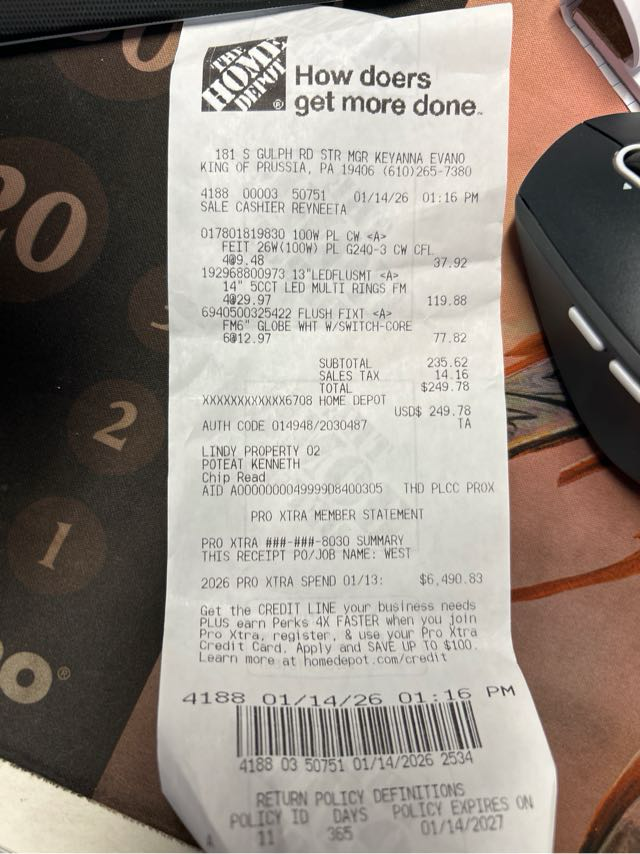 THE
HOME
DEPOT
®
How doers
get more done™
181 S GULPH RD STR MGR KEYANNA EVANO
KING OF PRUSSIA, PA 19406 (610)265-7380
4188 00003 50751 01/14/26 01:16 PM
SALE CASHIER REYNEETA
017801819830 100W PL CW <A>
FEIT 26W(100W) PL G24Q-3 CW CFL
4@9.48 37.92
192968800973 13"LEDFLUSMT <A>
14" 5CCT LED MULTI RINGS FM
4@29.97 119.88
6940500325422 FLUSH FIXT <A>
FM6" GLOBE WHT W/SWITCH-CORE
6@12.97 77.82
SUBTOTAL 235.62
SALES TAX 14.16
TOTAL $249.78
XXXXXXXXXXXX6708 HOME DEPOT
USD$ 249.78
AUTH CODE 014948/2030487 TA
LINDY PROPERTY 02
POTEAT KENNETH
Chip Read
AID A0000000049999D8400305 THD PLCC PROX
PRO XTRA MEMBER STATEMENT
PRO XTRA ###-###-8030 SUMMARY
THIS RECEIPT PO/JOB NAME: WEST
2026 PRO XTRA SPEND 01/13: $6,490.83
Get the CREDIT LINE your business needs
PLUS earn Perks 4X FASTER when you join
Pro Xtra, register, & use your Pro Xtra
Credit Card. Apply and SAVE UP TO $100.
Learn more at homedepot.com/credit
4188 01/14/26 01:16 PM
4188 03 50751 01/14/2026 2534
RETURN POLICY DEFINITIONS
POLICY ID DAYS POLICY EXPIRES ON
A 11 365 01/14/2027
0
20
3
2
1
o®